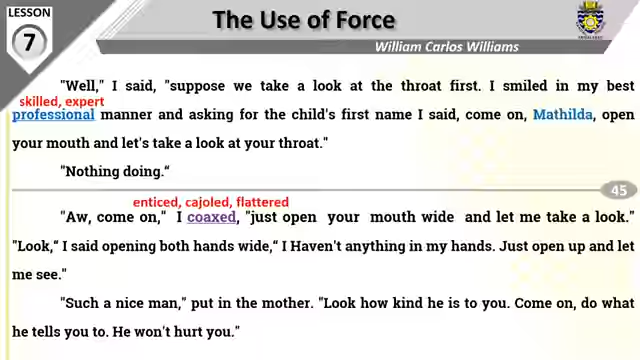 LESSON
7
The Use of Force
William Carlos Williams
"Well," I said, "suppose we take a look at the throat first. I smiled in my best
skilled, expert
professional manner and asking for the child's first name I said, come on, Mathilda, open
your mouth and let's take a look at your throat."
"Nothing doing.“
45
enticed, cajoled, flattered
"Aw, come on,“ I coaxed, "just open your mouth wide and let me take a look."
"Look,“ I said opening both hands wide,“ I Haven't anything in my hands. Just open up and let
me see."
"Such a nice man," put in the mother. "Look how kind he is to you. Come on, do what
he tells you to. He won't hurt you."